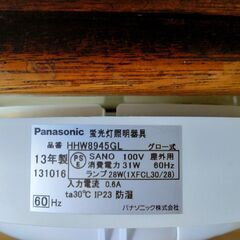 Panasonic 蛍光灯照明器具
品番 HHW8945GL グロー式
13年製 PS E SANO 100V 屋外用
131016 消費電力 31W 60Hz
ランプ 28W(1XFCL30/28)
入力電流 0.6A
ta30℃ IP23 防湿
60Hz パナソニック株式会社